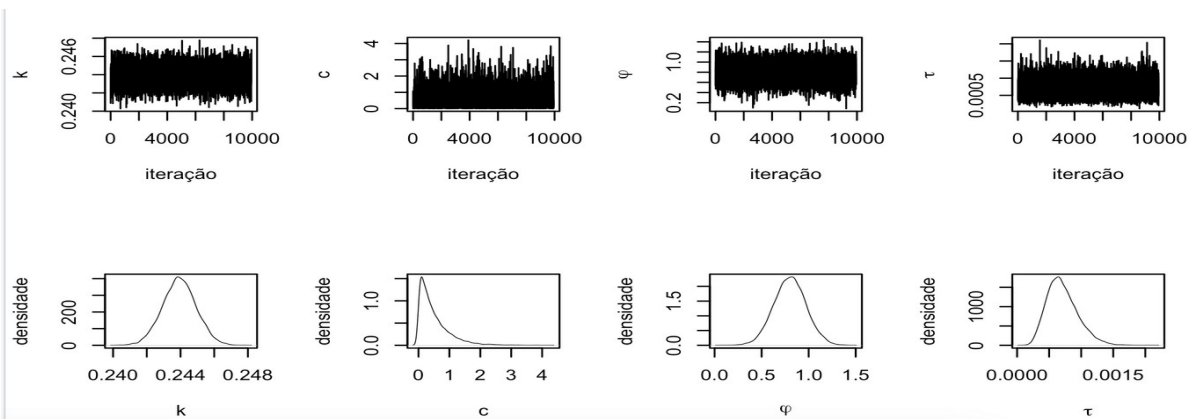 k
0.240 0.246
0 4000 10000
iteração
c
0 2 4
0 4000 10000
iteração
φ
0.2 1.0
0 4000 10000
iteração
τ
0.0005
0 4000 10000
iteração
densidade
0 200
0.240 0.244 0.248
k
densidade
0.0 1.0
0 1 2 3 4
c
densidade
0.0 1.5
0.0 0.5 1.0 1.5
φ
densidade
0 1000
0.0000 0.0015
τ